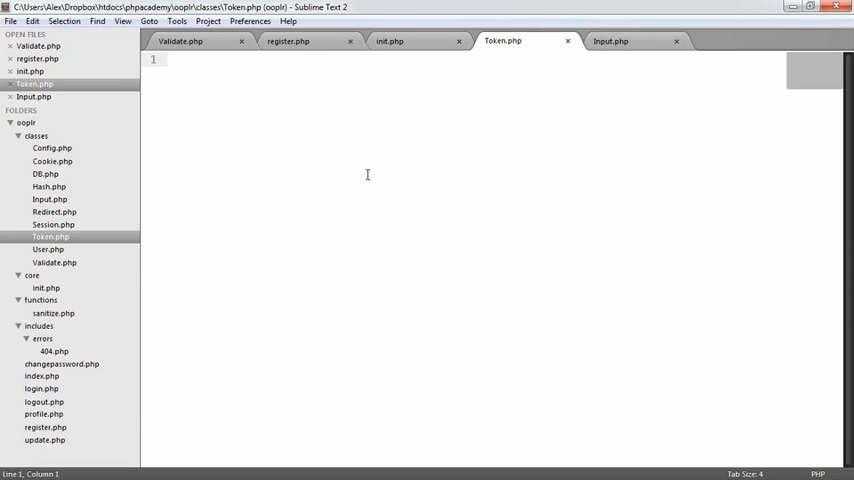 C:\Users\Alex\Dropbox\htdocs\phpacademy\ooplr\classes\Token.php (ooplr) - Sublime Text 2
File Edit Selection Find View Goto Tools Project Preferences Help
OPEN FILES
Validate.php
register.php
init.php
Token.php
Input.php
FOLDERS
ooplr
classes
Config.php
Cookie.php
DB.php
Hash.php
Input.php
Redirect.php
Session.php
Token.php
User.php
Validate.php
core
init.php
functions
sanitize.php
includes
errors
404.php
changepassword.php
index.php
login.php
logout.php
profile.php
register.php
update.php
Validate.php register.php init.php Token.php Input.php
1
Line 1, Column 1 Tab Size: 4 PHP